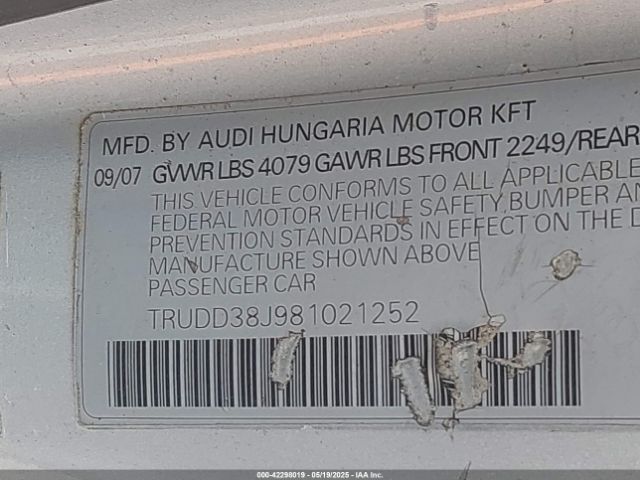 MFD. BY AUDI HUNGARIA MOTOR KFT
09/07 GVWR LBS 4079 GAWR LBS FRONT 2249/REAR
THIS VEHICLE CONFORMS TO ALL APPLICABLE
FEDERAL MOTOR VEHICLE SAFETY, BUMPER AN
PREVENTION STANDARDS IN EFFECT ON THE D
MANUFACTURE SHOWN ABOVE
PASSENGER CAR
TRUDD38J981021252
000-42298019 - 05/19/2025 - Copyright © 2025 IAA, Inc.